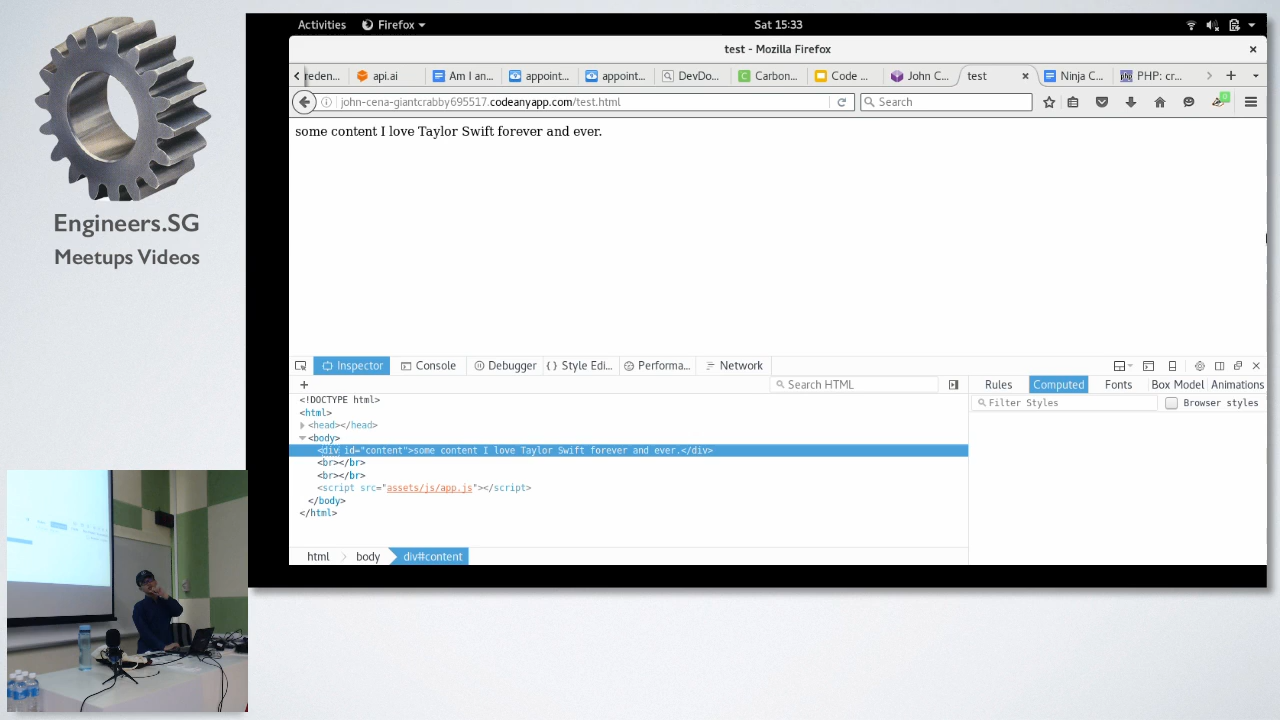 Engineers.SG
Meetups Videos
Activities Firefox Sat 15:33
test - Mozilla Firefox
reden... api.ai Am I an... appoint... appoint... DevDo... Carbon... Code ... John C... test Ninja C... PHP: cr...
john-cena-giantcrabby695517.codeanyapp.com/test.html Search 0
some content I love Taylor Swift forever and ever.
Inspector Console Debugger { } Style Edi... Performa... Network
+ Search HTML Rules Computed Fonts Box Model Animations
Filter Styles Browser styles
<!DOCTYPE html>
<html>
<head></head>
<body>
<div id="content">some content I love Taylor Swift forever and ever.</div>
<br></br>
<br></br>
<script src="assets/js/app.js"></script>
</body>
</html>
html body div#content